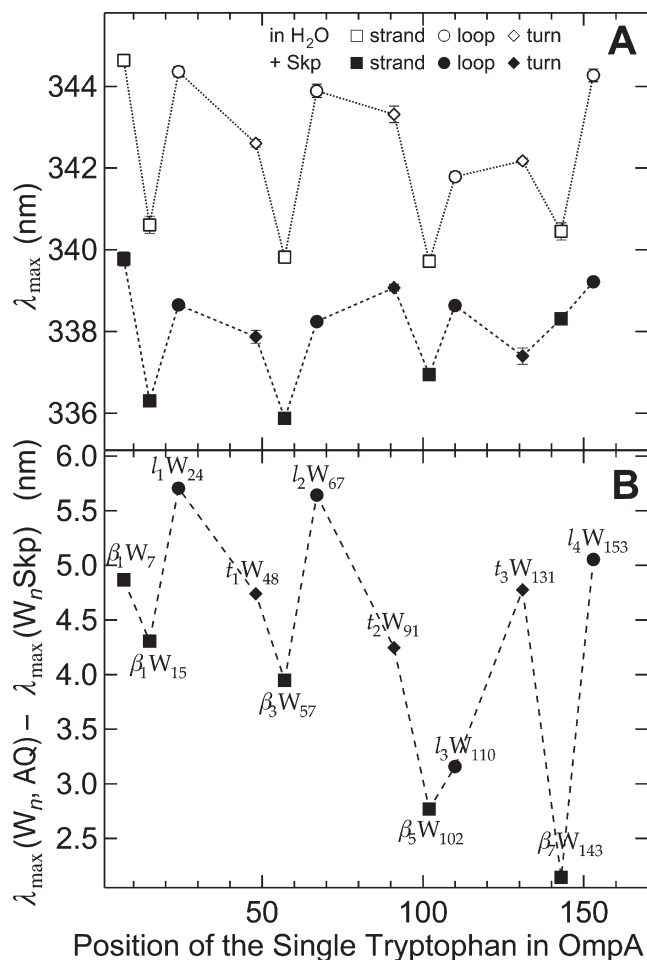 in H₂O □ strand ○ loop ◇ turn A
+ Skp ■ strand ● loop ◆ turn
344
342
340
338
336
λmax (nm)
6.0
5.5
5.0
4.5
4.0
3.5
3.0
2.5
λmax(Wn, AQ) − λmax(WnSkp) (nm)
B
l₁W₂₄
l₂W₆₇
β₁W₇
t₁W₄₈
t₃W₁₃₁
l₄W₁₅₃
t₂W₉₁
β₁W₁₅
β₃W₅₇
l₃W₁₁₀
β₅W₁₀₂
β₇W₁₄₃
50 100 150
Position of the Single Tryptophan in OmpA